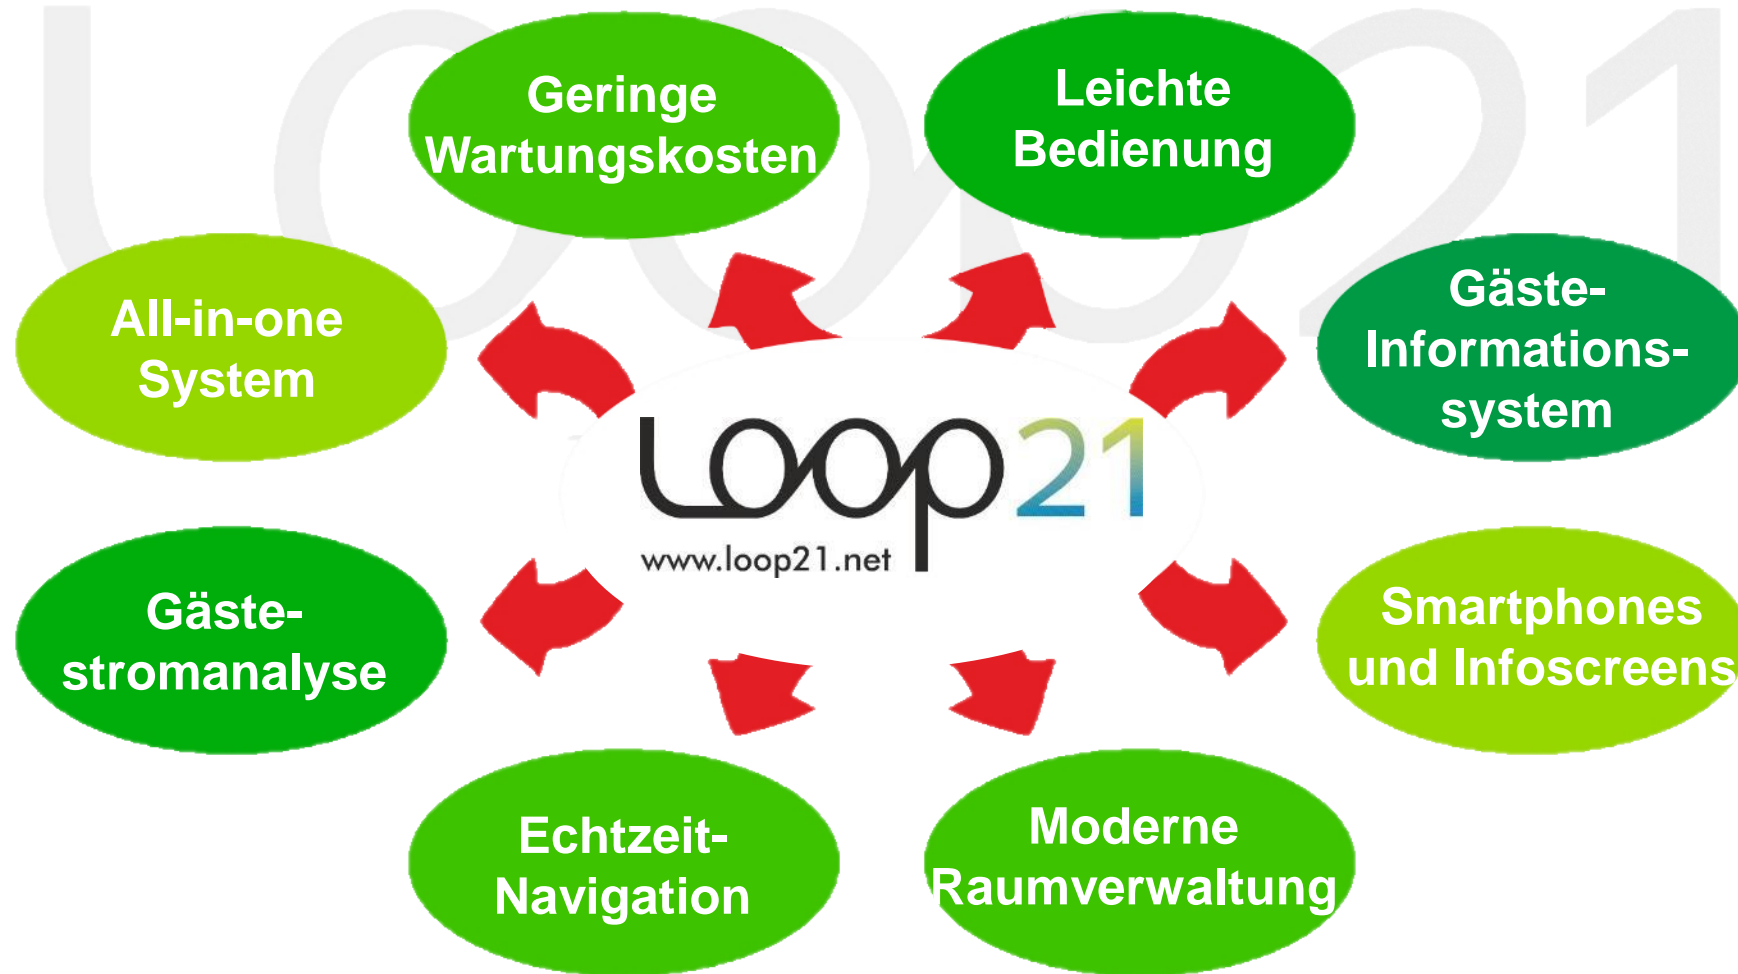 LOOP21
Geringe
Wartungskosten
Leichte
Bedienung
All-in-one
System
Gäste-
Informations-
system
Loop21
www.loop21.net
Gäste-
stromanalyse
Smartphones
und Infoscreens
Echtzeit-
Navigation
Moderne
Raumverwaltung